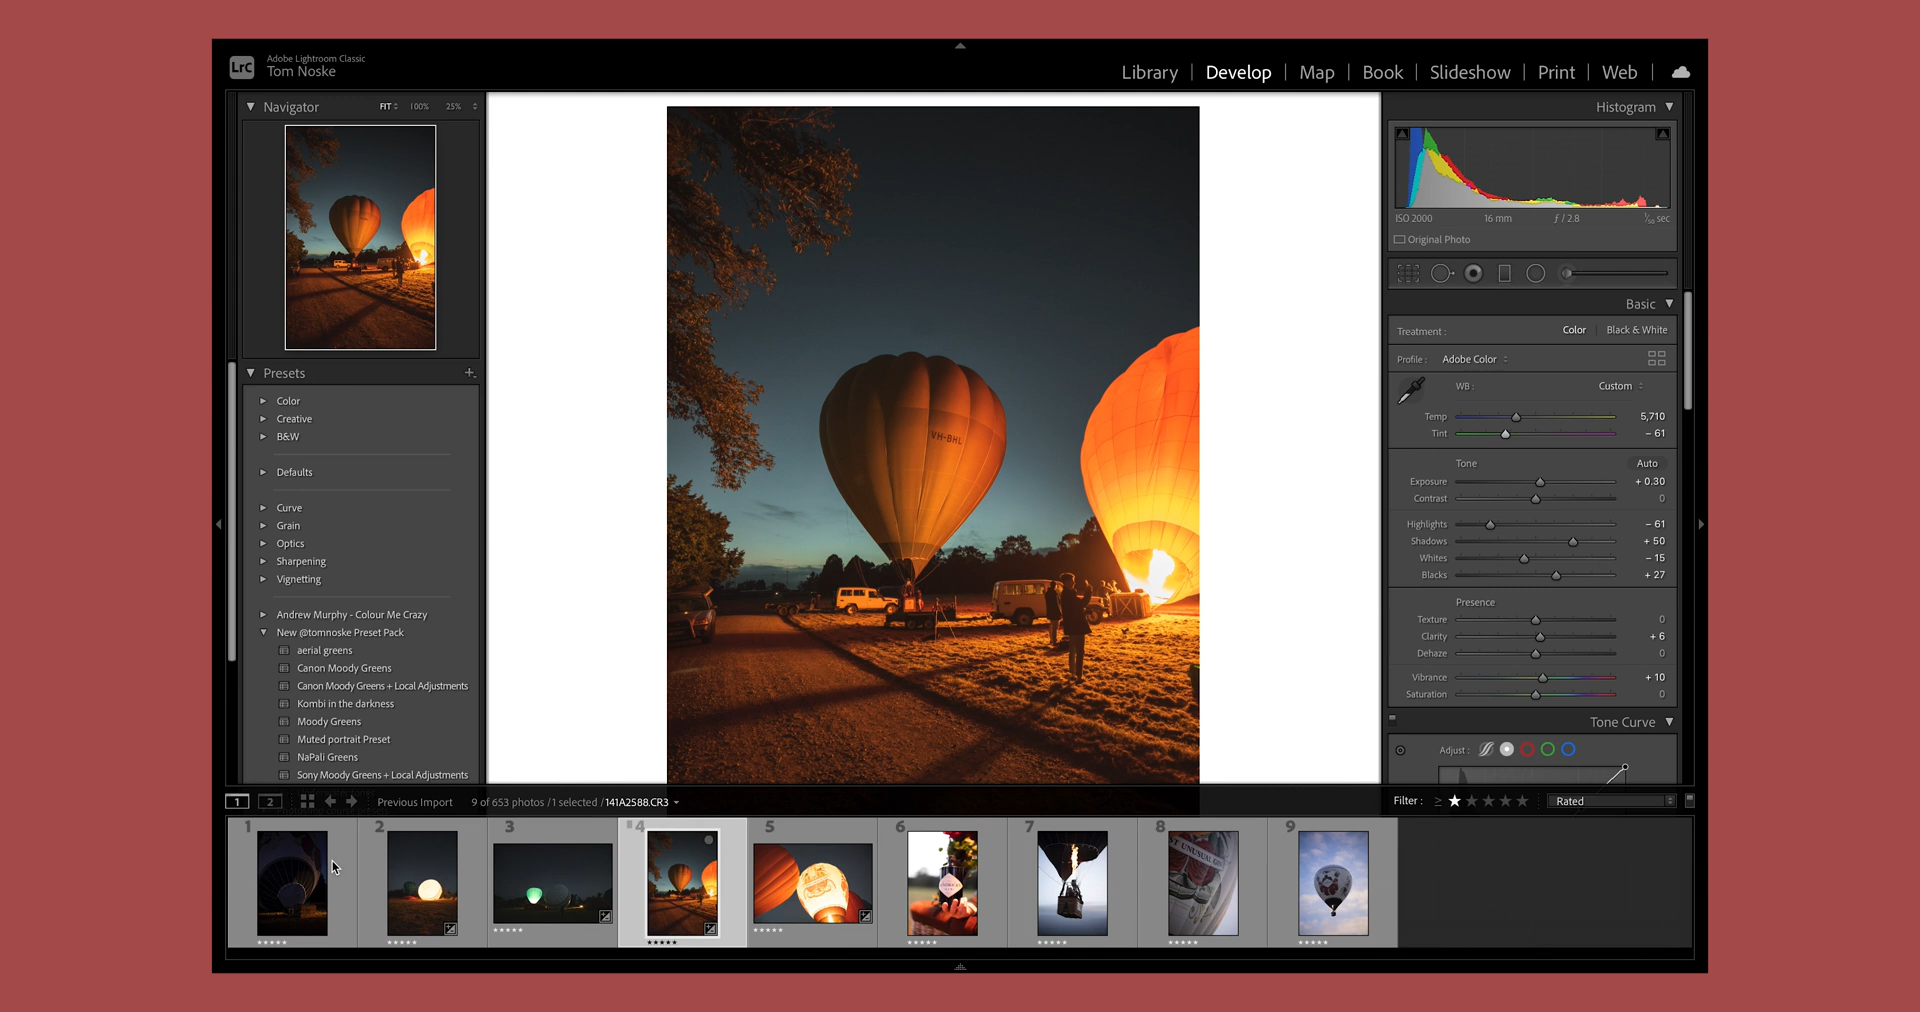 LrC
Adobe Lightroom Classic
Tom Noske
Library | Develop | Map | Book | Slideshow | Print | Web
Navigator FIT 100% 25%
Histogram
ISO 2000 16 mm ƒ / 2.8 1/50 sec
Original Photo
Basic
Treatment : Color Black & White
Profile : Adobe Color
WB : Custom
Temp 5,710
Tint – 61
Tone Auto
Exposure + 0.30
Contrast 0
Highlights – 61
Shadows + 50
Whites – 15
Blacks + 27
Presence
Texture 0
Clarity + 6
Dehaze 0
Vibrance + 10
Saturation 0
Tone Curve
Adjust :
Presets
Color
Creative
B&W
Defaults
Curve
Grain
Optics
Sharpening
Vignetting
Andrew Murphy - Colour Me Crazy
New @tomnoske Preset Pack
aerial greens
Canon Moody Greens
Canon Moody Greens + Local Adjustments
Kombi in the darkness
Moody Greens
Muted portrait Preset
NaPali Greens
Sony Moody Greens + Local Adjustments
VH-BHL
1 2 Previous Import 9 of 653 photos / 1 selected / 141A2588.CR3
Filter : ≥ ★★★★★ Rated
1 2 3 4 5 6 7 8 9